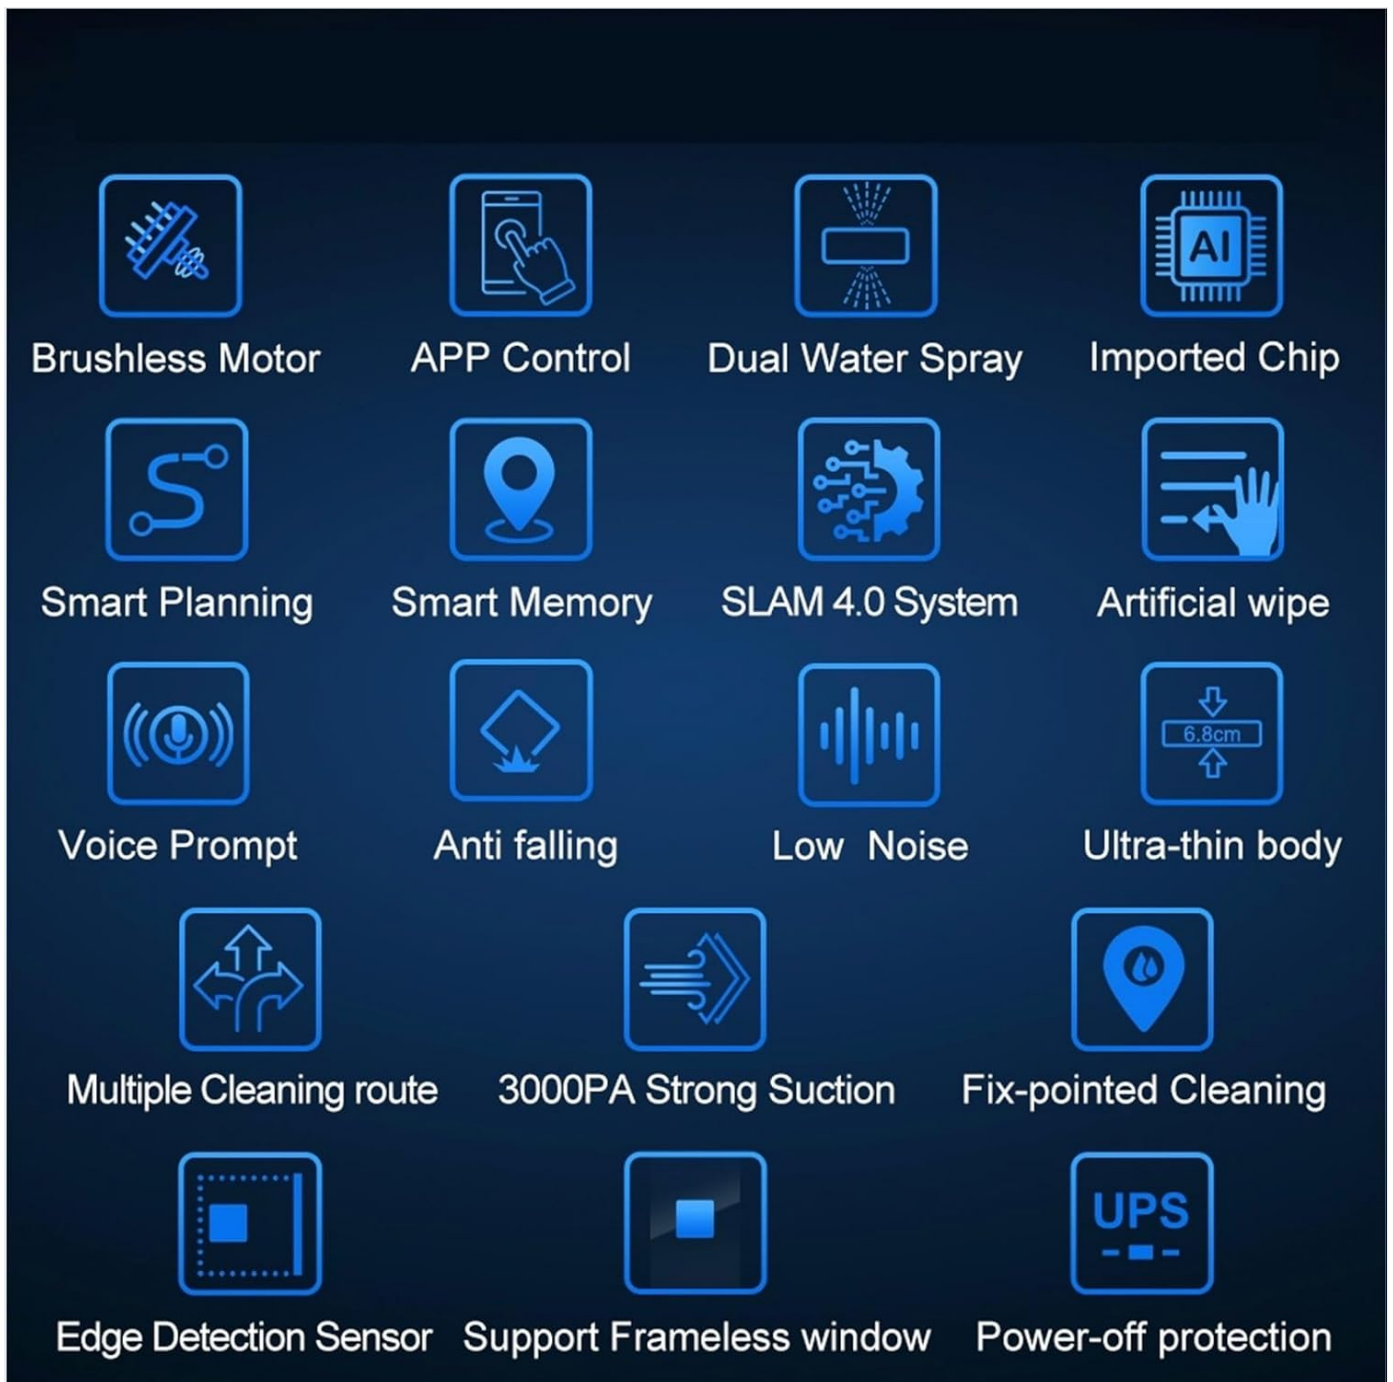 Brushless Motor
APP Control
Dual Water Spray
AI
Imported Chip
Smart Planning
Smart Memory
SLAM 4.0 System
Artificial wipe
Voice Prompt
Anti falling
Low Noise
6.8cm
Ultra-thin body
Multiple Cleaning route
3000PA Strong Suction
Fix-pointed Cleaning
Edge Detection Sensor
Support Frameless window
UPS
Power-off protection